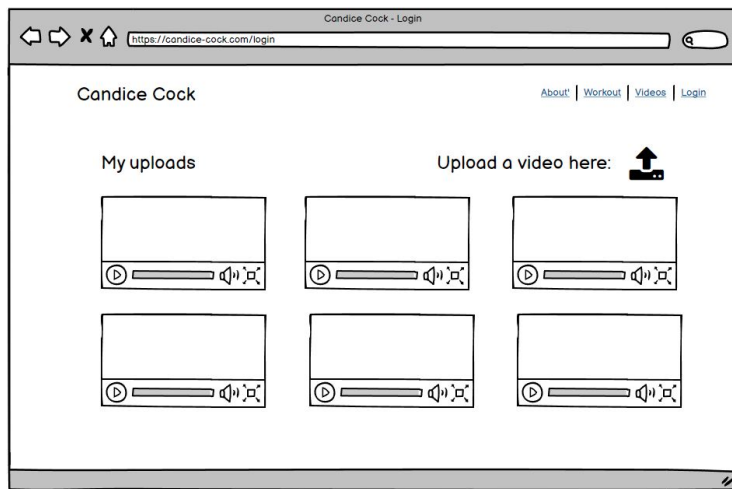 Candice Cock - Login
https://candice-cock.com/login
Candice Cock
About' | Workout | Videos | Login
My uploads
Upload a video here: